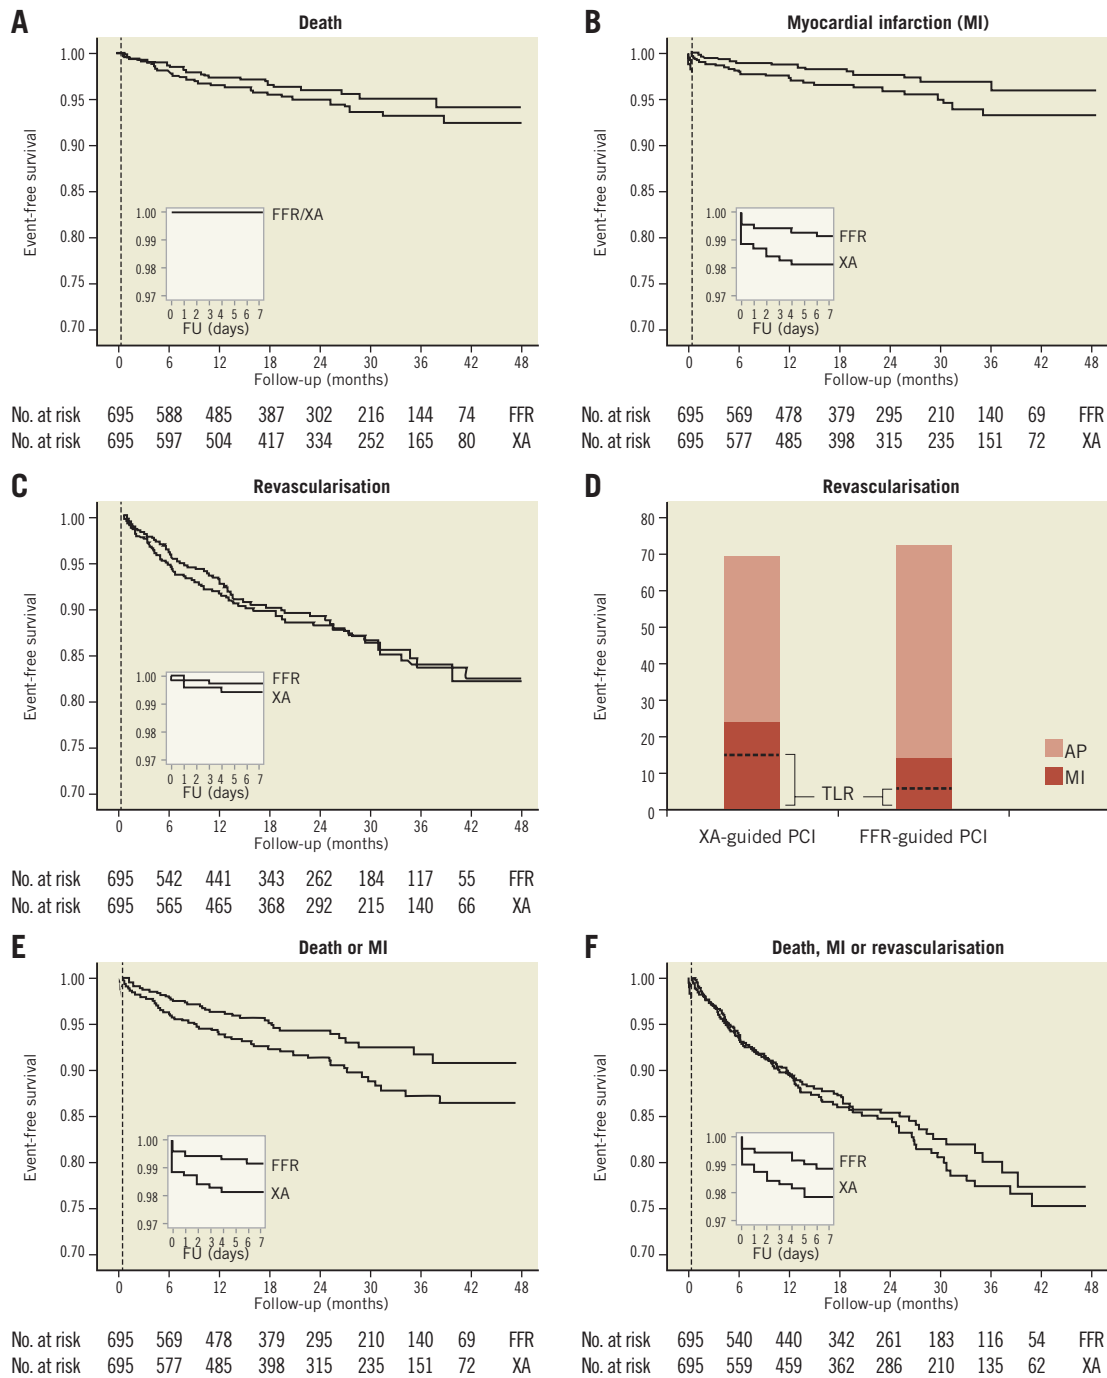 A
Death
Event-free survival
1.00
0.95
0.90
0.85
0.80
0.75
0.70
1.00
0.99
0.98
0.97
FFR/XA
0 1 2 3 4 5 6 7
FU (days)
0 6 12 18 24 30 36 42 48
Follow-up (months)
No. at risk 695 588 485 387 302 216 144 74 FFR
No. at risk 695 597 504 417 334 252 165 80 XA
B
Myocardial infarction (MI)
Event-free survival
1.00
0.95
0.90
0.85
0.80
0.75
0.70
1.00
0.99
0.98
0.97
FFR
XA
0 1 2 3 4 5 6 7
FU (days)
0 6 12 18 24 30 36 42 48
Follow-up (months)
No. at risk 695 569 478 379 295 210 140 69 FFR
No. at risk 695 577 485 398 315 235 151 72 XA
C
Revascularisation
Event-free survival
1.00
0.95
0.90
0.85
0.80
0.75
0.70
1.00
0.99
0.98
0.97
FFR
XA
0 1 2 3 4 5 6 7
FU (days)
0 6 12 18 24 30 36 42 48
Follow-up (months)
No. at risk 695 542 441 343 262 184 117 55 FFR
No. at risk 695 565 465 368 292 215 140 66 XA
D
Revascularisation
Event-free survival
80
70
60
50
40
30
20
10
0
TLR
AP
MI
XA-guided PCI FFR-guided PCI
E
Death or MI
Event-free survival
1.00
0.95
0.90
0.85
0.80
0.75
0.70
1.00
0.99
0.98
0.97
FFR
XA
0 1 2 3 4 5 6 7
FU (days)
0 6 12 18 24 30 36 42 48
Follow-up (months)
No. at risk 695 569 478 379 295 210 140 69 FFR
No. at risk 695 577 485 398 315 235 151 72 XA
F
Death, MI or revascularisation
Event-free survival
1.00
0.95
0.90
0.85
0.80
0.75
0.70
1.00
0.99
0.98
0.97
FFR
XA
0 1 2 3 4 5 6 7
FU (days)
0 6 12 18 24 30 36 42 48
Follow-up (months)
No. at risk 695 540 440 342 261 183 116 54 FFR
No. at risk 695 559 459 362 286 210 135 62 XA